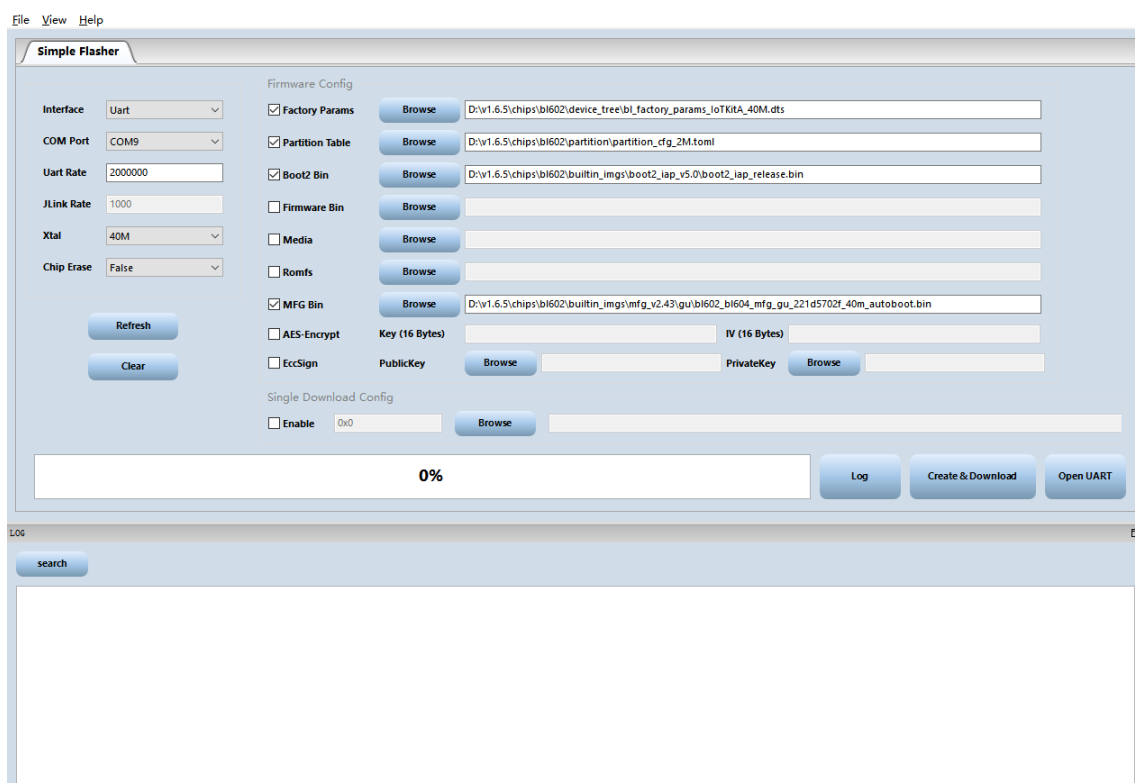 File View Help
Simple Flasher
Firmware Config
Interface Uart
Factory Params Browse D:\v1.6.5\chips\bl602\device_tree\bl_factory_params_IoTKitA_40M.dts
COM Port COM9
Partition Table Browse D:\v1.6.5\chips\bl602\partition\partition_cfg_2M.toml
Uart Rate 2000000
Boot2 Bin Browse D:\v1.6.5\chips\bl602\builtin_imgs\boot2_iap_v5.0\boot2_iap_release.bin
JLink Rate 1000
Firmware Bin Browse
Xtal 40M
Media Browse
Chip Erase False
Romfs Browse
MFG Bin Browse D:\v1.6.5\chips\bl602\builtin_imgs\mfg_v2.43\gu\bl602_bl604_mfg_gu_221d5702f_40m_autoboot.bin
Refresh
AES-Encrypt Key (16 Bytes) IV (16 Bytes)
Clear
EccSign PublicKey Browse PrivateKey Browse
Single Download Config
Enable 0x0 Browse
0% Log Create & Download Open UART
LOG
search